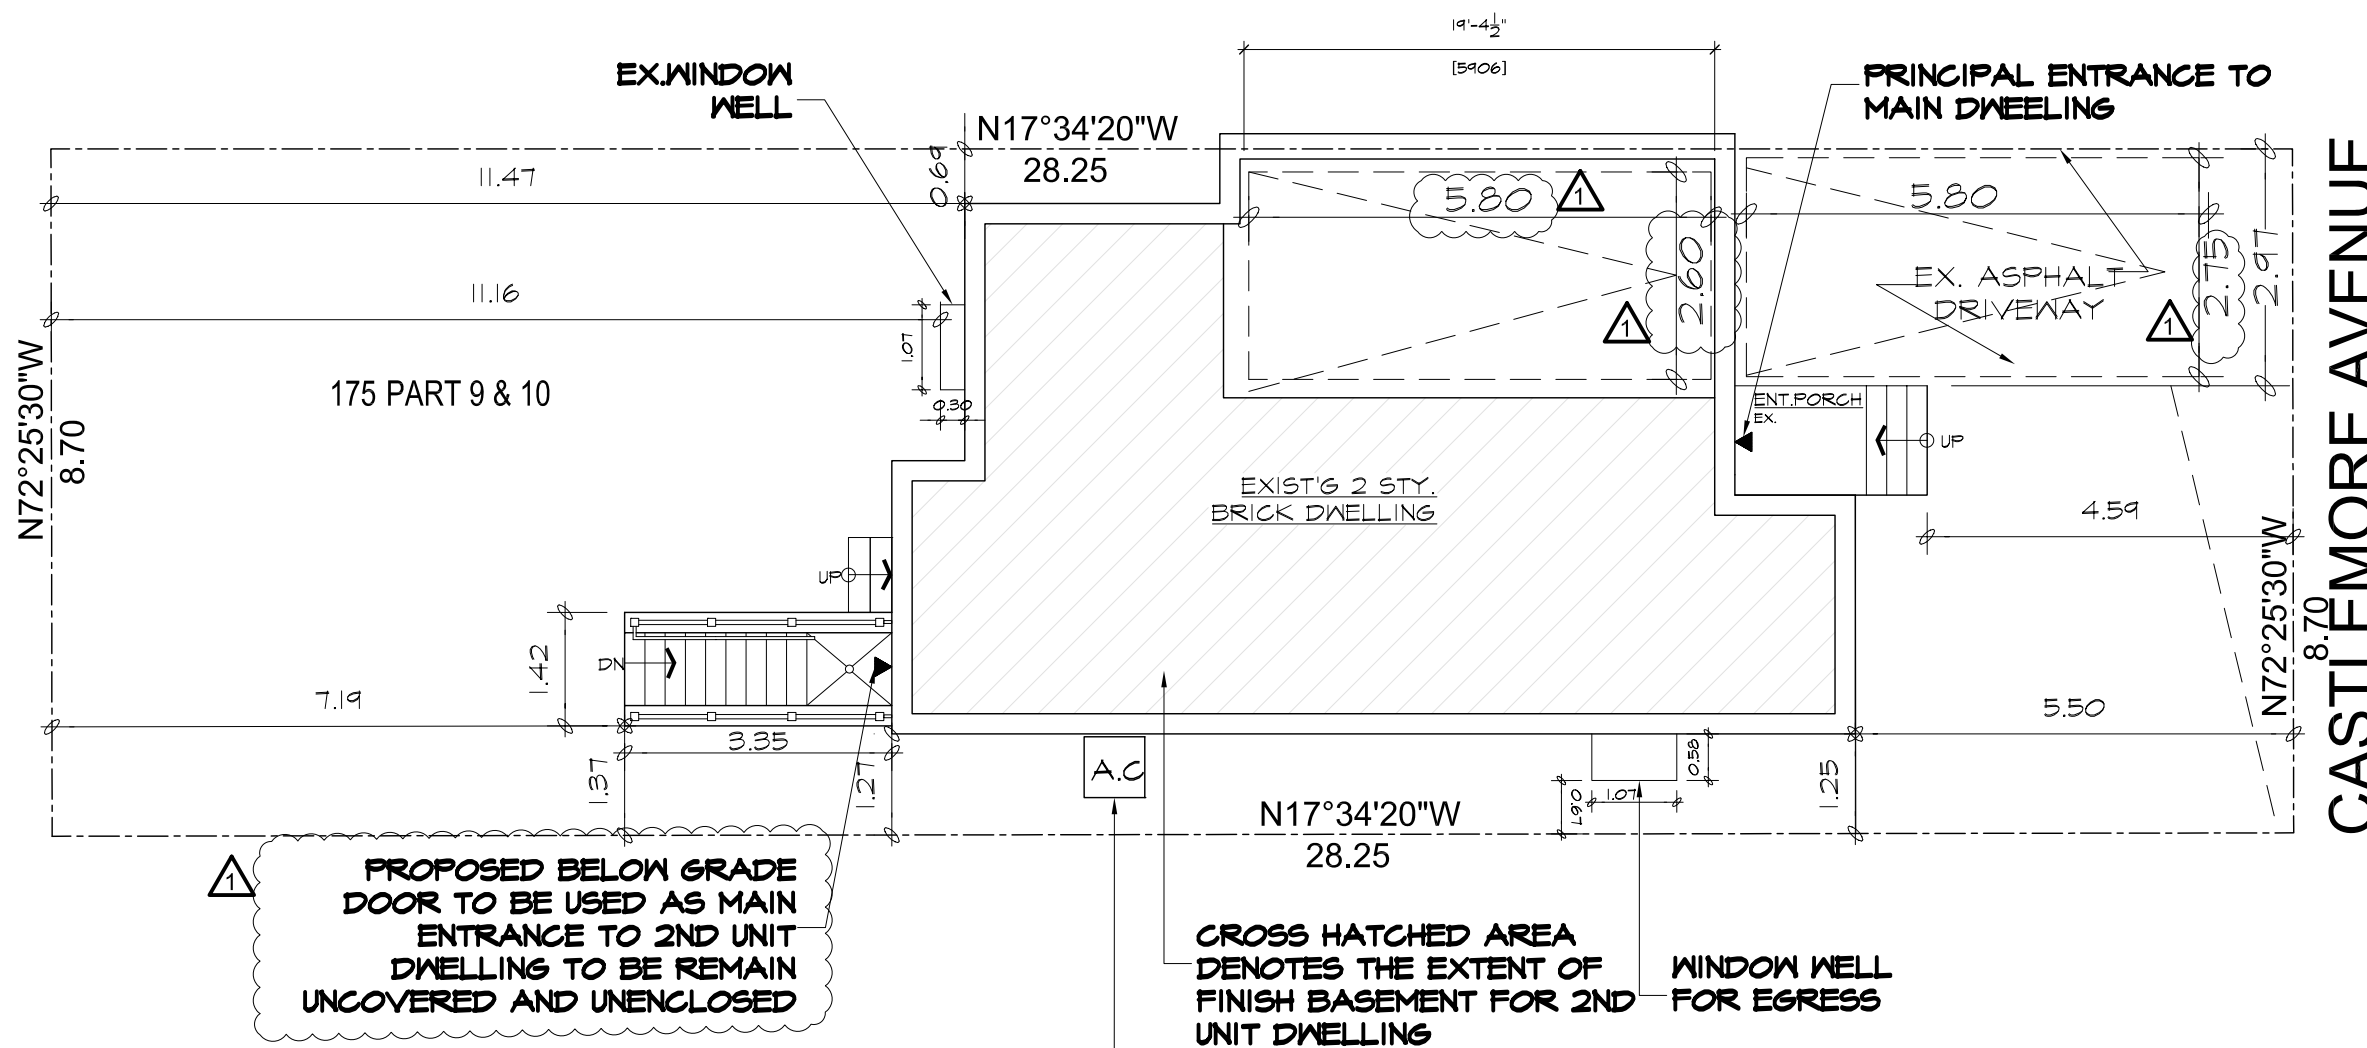 19'-4½"
[5906]
EX.WINDOW
WELL
PRINCIPAL ENTRANCE TO
MAIN DWEELING
N17°34'20"W
28.25
11.47
0.69
5.80
1
5.80
11.16
2.60
1
EX. ASPHALT
DRIVEWAY
1
2.75
2.97
1.07
0.30
175 PART 9 & 10
N72°25'30"W
8.70
ENT.PORCH
EX.
UP
EXIST'G 2 STY.
BRICK DWELLING
4.59
N72°25'30"W
8.70
CASTLEMORE AVENUE
UP
DN
1.42
7.19
3.35
1.37
1.27
A.C
0.58
1.07
0.67
1.25
5.50
N17°34'20"W
28.25
1
PROPOSED BELOW GRADE
DOOR TO BE USED AS MAIN
ENTRANCE TO 2ND UNIT
DWELLING TO BE REMAIN
UNCOVERED AND UNENCLOSED
CROSS HATCHED AREA
DENOTES THE EXTENT OF
FINISH BASEMENT FOR 2ND
UNIT DWELLING
WINDOW WELL
FOR EGRESS